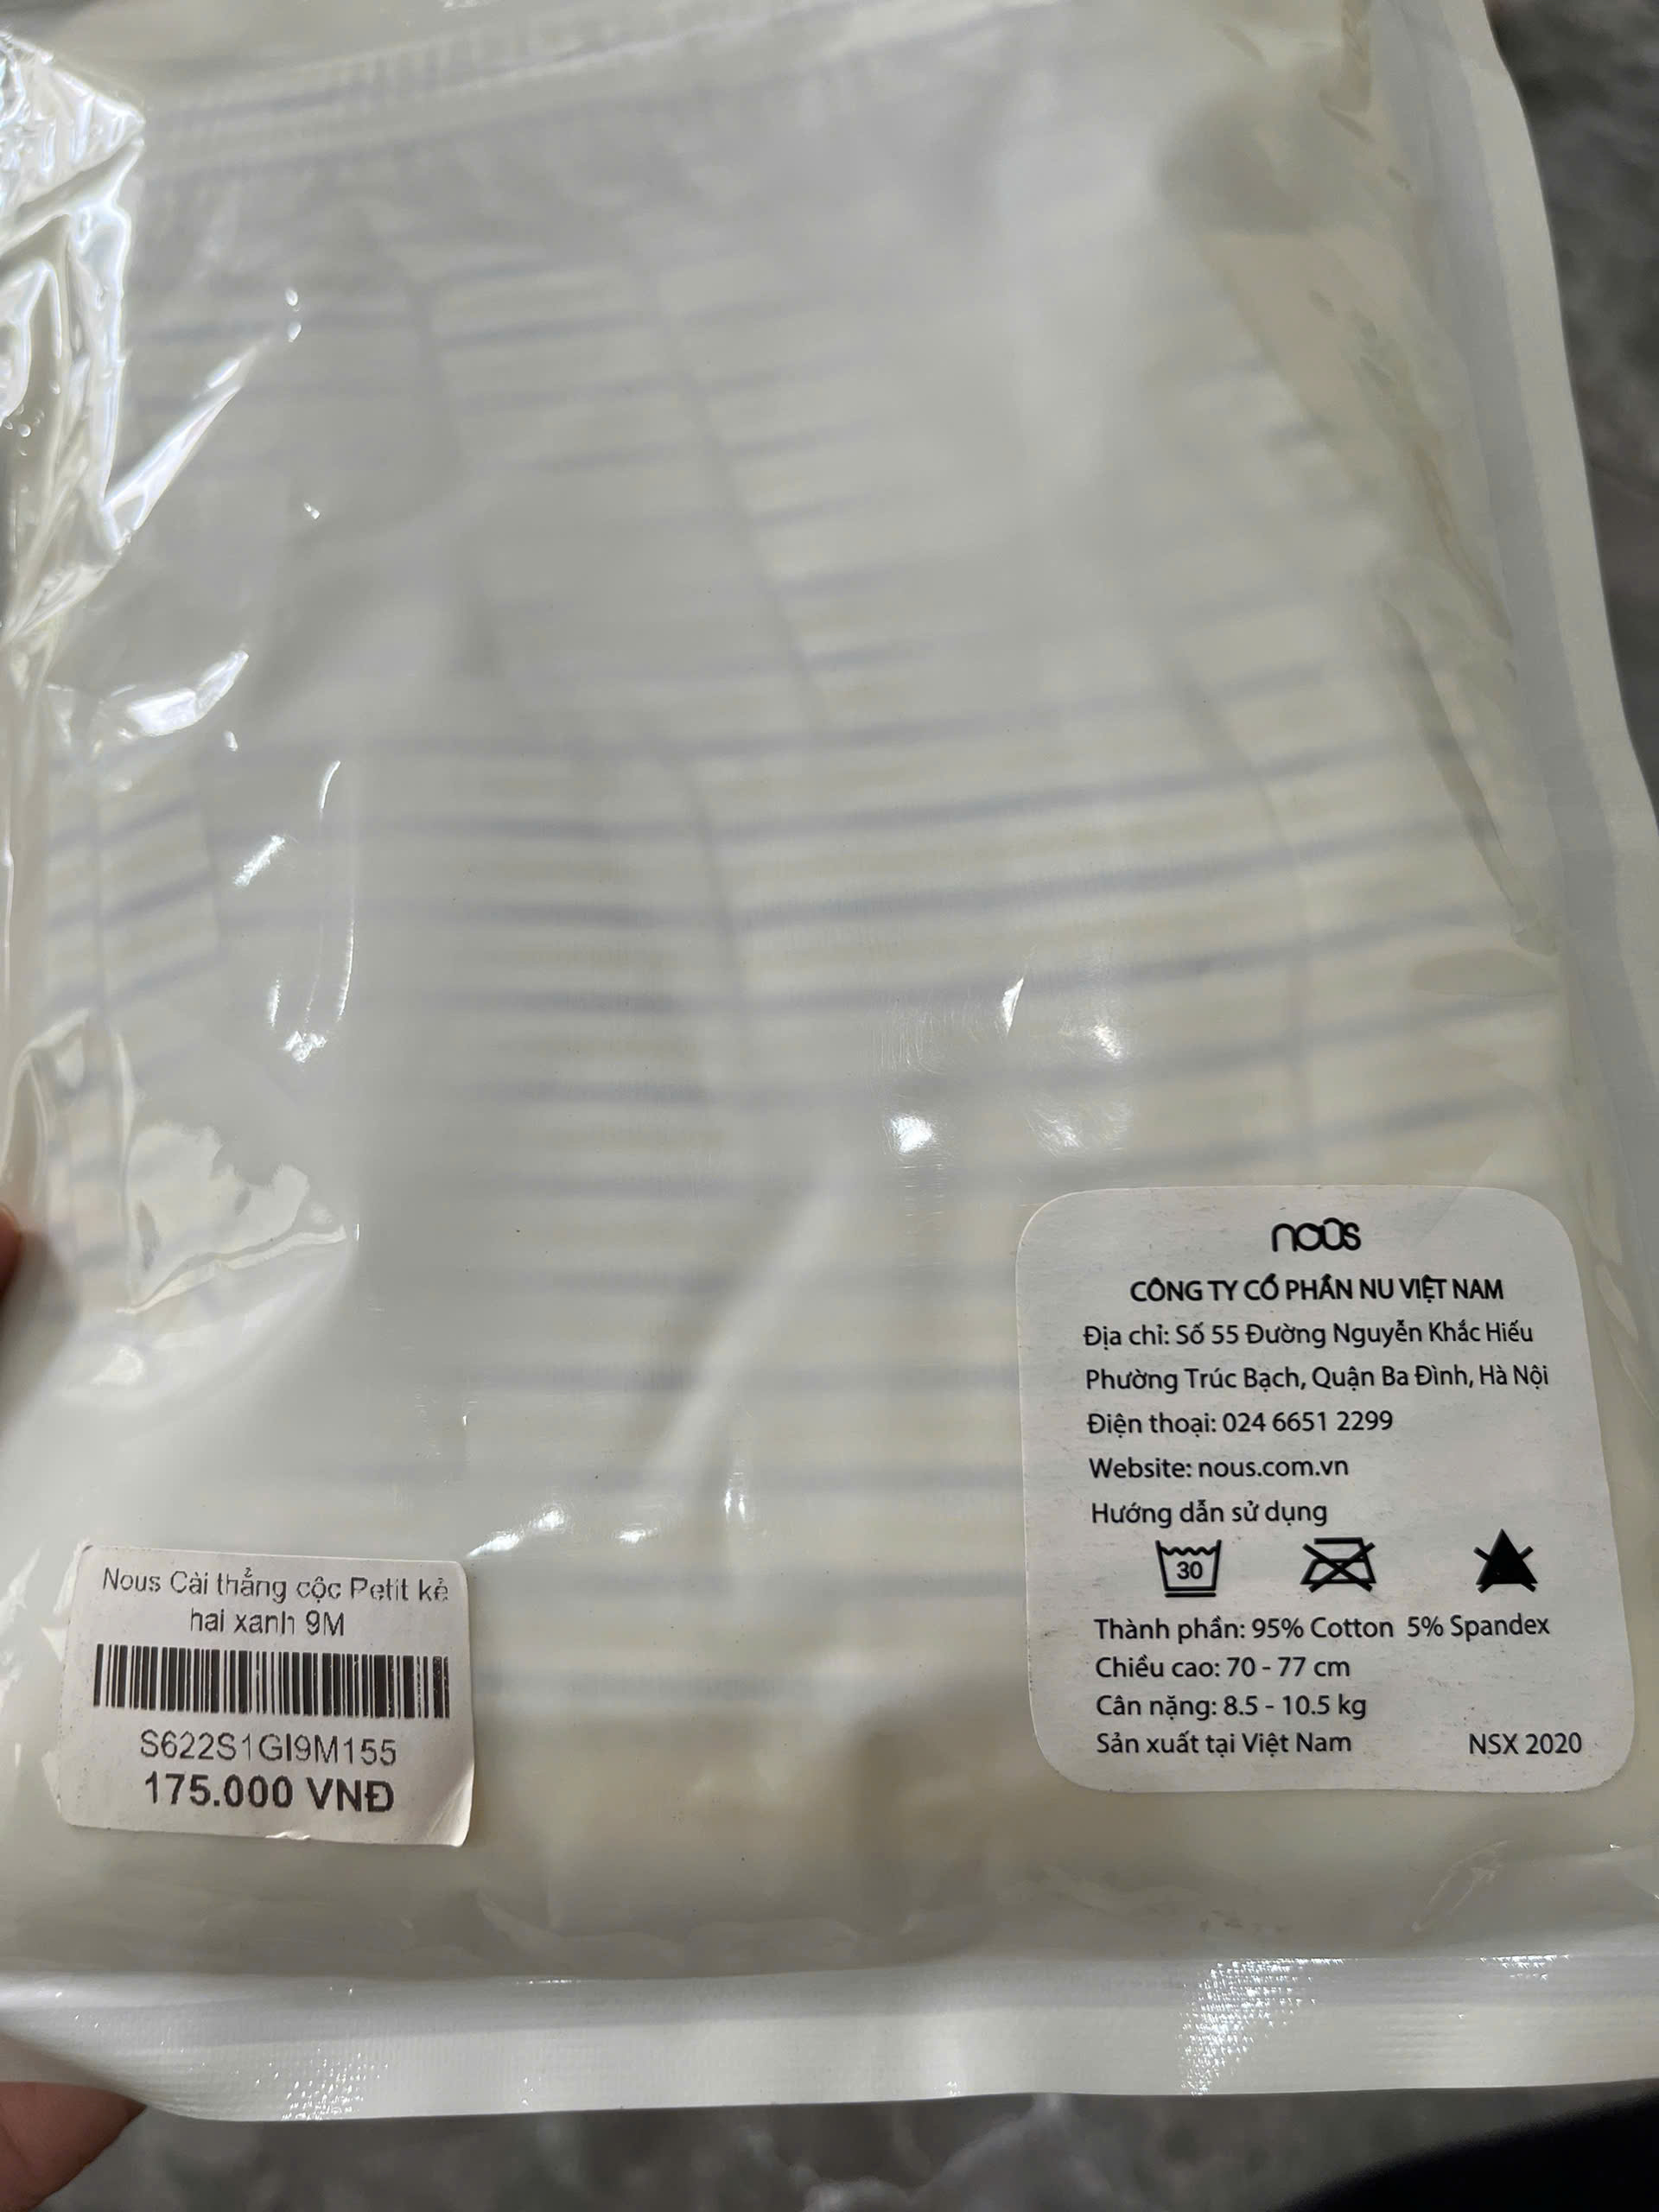 noûs
CÔNG TY CỔ PHẦN NU VIỆT NAM
Địa chỉ: Số 55 Đường Nguyễn Khắc Hiếu
Phường Trúc Bạch, Quận Ba Đình, Hà Nội
Điện thoại: 024 6651 2299
Website: nous.com.vn
Hướng dẫn sử dụng
30
Thành phần: 95% Cotton 5% Spandex
Chiều cao: 70 - 77 cm
Cân nặng: 8.5 - 10.5 kg
Sản xuất tại Việt Nam NSX 2020
Nous Cài thẳng cộc Petit kẻ
hai xanh 9M
S622S1GI9M155
175.000 VNĐ